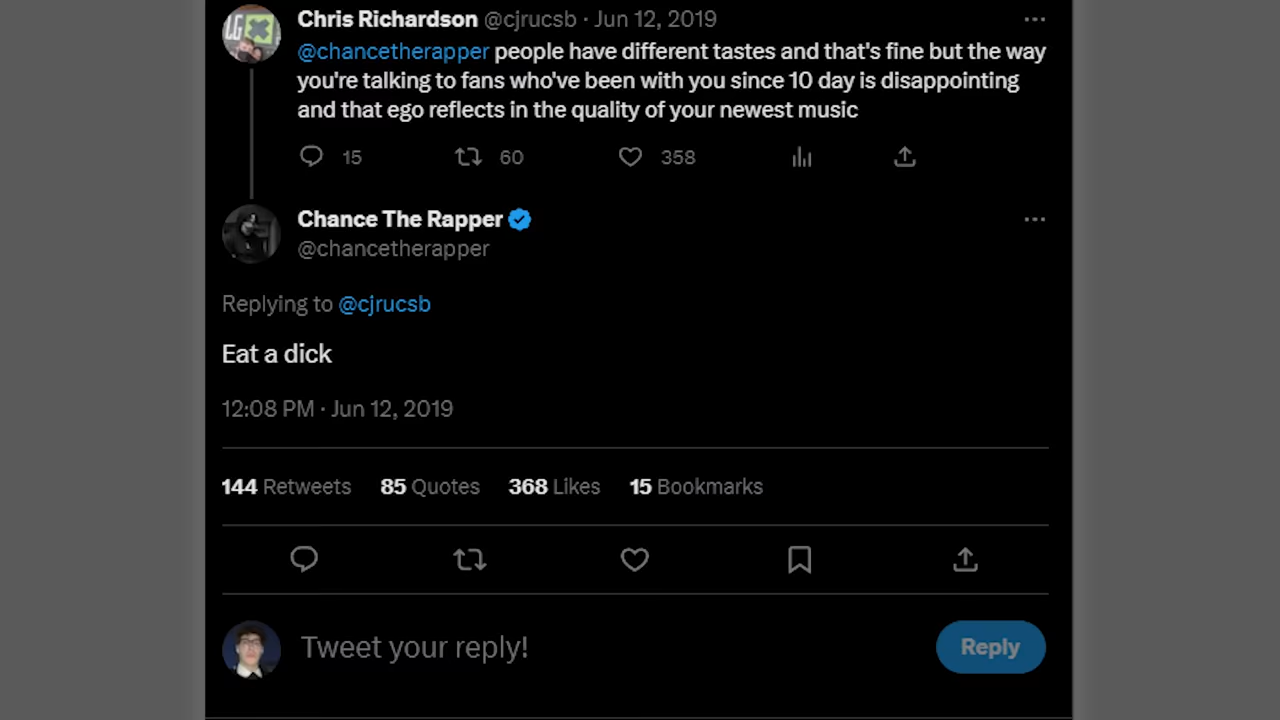 Chris Richardson @cjrucsb · Jun 12, 2019
@chancetherapper people have different tastes and that's fine but the way
you're talking to fans who've been with you since 10 day is disappointing
and that ego reflects in the quality of your newest music
15 60 358
Chance The Rapper
@chancetherapper
Replying to @cjrucsb
Eat a dick
12:08 PM · Jun 12, 2019
144 Retweets 85 Quotes 368 Likes 15 Bookmarks
Tweet your reply!
Reply